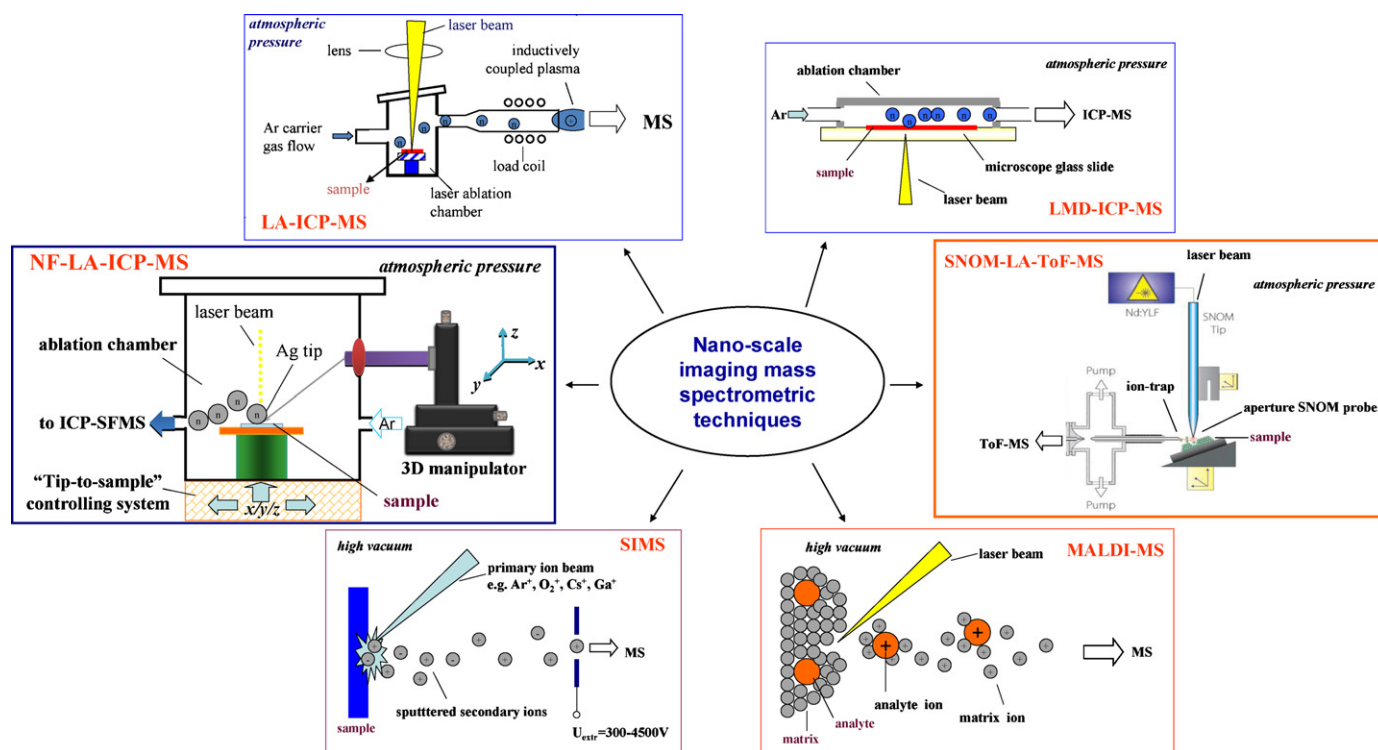 atmospheric
pressure
laser beam
lens
inductively
coupled plasma
n
n
n
n
n
+
MS
Ar carrier
gas flow
load coil
sample
laser ablation
chamber
LA-ICP-MS
atmospheric pressure
ablation chamber
Ar
n n n n n n
n
ICP-MS
sample
microscope glass slide
laser beam
LMD-ICP-MS
NF-LA-ICP-MS
atmospheric pressure
laser beam
ablation chamber
Ag tip
z
x
y
n n n n
to ICP-SFMS
Ar
3D manipulator
“Tip-to-sample”
controlling system
x/y/z
sample
Nano-scale
imaging mass
spectrometric
techniques
SNOM-LA-ToF-MS
laser beam
atmospheric pressure
Nd:YLF
SNOM
Tip
Pump
ion-trap
aperture SNOM probe
sample
ToF-MS
Pump
high vacuum
SIMS
primary ion beam
e.g. Ar⁺, O₂⁺, Cs⁺, Ga⁺
MS
sputttered secondary ions
sample
Uextr=300-4500V
high vacuum
laser beam
MALDI-MS
MS
analyte ion
matrix ion
analyte
matrix